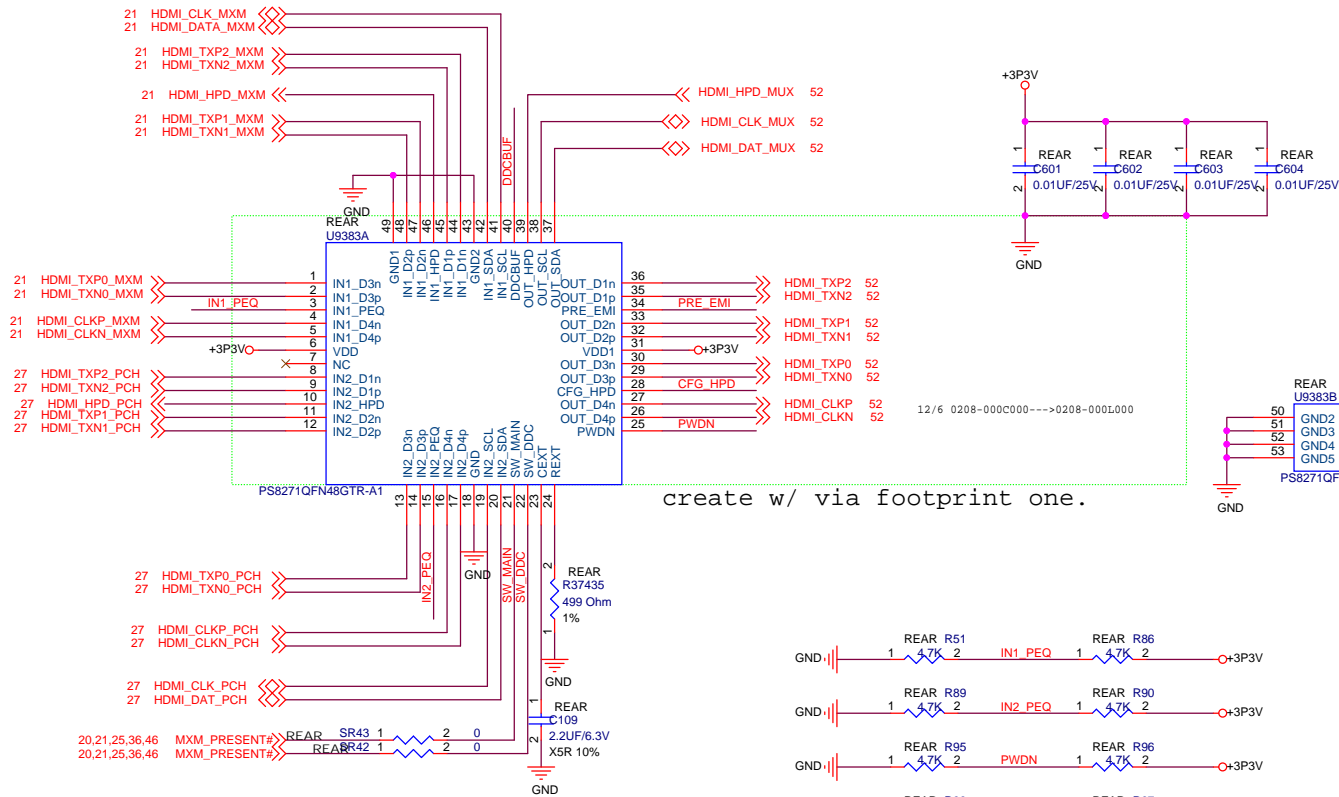 21 HDMI_CLK_MXM
21 HDMI_DATA_MXM
21 HDMI_TXP2_MXM
21 HDMI_TXN2_MXM
21 HDMI_HPD_MXM
21 HDMI_TXP1_MXM
21 HDMI_TXN1_MXM
HDMI_HPD_MUX 52
HDMI_CLK_MUX 52
HDMI_DAT_MUX 52
DDCBUF
GND
+3P3V
1 REAR C601 2 0.01UF/25V
1 REAR C602 2 0.01UF/25V
1 REAR C603 2 0.01UF/25V
1 REAR C604 2 0.01UF/25V
GND
REAR
U9383A
49 48 47 46 45 44 43 42 41 40 39 38 37
GND1 IN1_D2p IN1_D2n IN1_HPD IN1_D1p IN1_D1n GND2 IN1_SDA IN1_SCL DDCBUF OUT_HPD OUT_SCL OUT_SDA
21 HDMI_TXP0_MXM 1 IN1_D3n
21 HDMI_TXN0_MXM 2 IN1_D3p
IN1_PEQ 3 IN1_PEQ
21 HDMI_CLKP_MXM 4 IN1_D4n
21 HDMI_CLKN_MXM 5 IN1_D4p
+3P3V 6 VDD
7 NC
27 HDMI_TXP2_PCH 8 IN2_D1n
27 HDMI_TXN2_PCH 9 IN2_D1p
27 HDMI_HPD_PCH 10 IN2_HPD
27 HDMI_TXP1_PCH 11 IN2_D2n
27 HDMI_TXN1_PCH 12 IN2_D2p
OUT_D1n 36 HDMI_TXP2 52
OUT_D1p 35 HDMI_TXN2 52
PRE_EMI 34 PRE_EMI
OUT_D2n 33 HDMI_TXP1 52
OUT_D2p 32 HDMI_TXN1 52
VDD1 31 +3P3V
OUT_D3n 30 HDMI_TXP0 52
OUT_D3p 29 HDMI_TXN0 52
CFG_HPD 28 CFG_HPD
OUT_D4n 27 HDMI_CLKP 52
OUT_D4p 26 HDMI_CLKN 52
PWDN 25 PWDN
12/6 0208-000C000--->0208-000L000
REAR
U9383B
50 GND2
51 GND3
52 GND4
53 GND5
PS8271QF
GND
IN2_D3n IN2_D3p IN2_PEQ IN2_D4n IN2_D4p GND IN2_SCL IN2_SDA SW_MAIN SW_DDC CEXT REXT
13 14 15 16 17 18 19 20 21 22 23 24
PS8271QFN48GTR-A1
create w/ via footprint one.
IN2_PEQ
GND
SW_MAIN
SW_DDC
27 HDMI_TXP0_PCH
27 HDMI_TXN0_PCH
27 HDMI_CLKP_PCH
27 HDMI_CLKN_PCH
27 HDMI_CLK_PCH
27 HDMI_DAT_PCH
2 REAR
R37435
499 Ohm
1 1%
GND
1 REAR
C109
2 2.2UF/6.3V
X5R 10%
GND
20,21,25,36,46 MXM_PRESENT# REAR SR43 1 2 0
20,21,25,36,46 MXM_PRESENT# REAR SR42 1 2 0
REAR R51 REAR R86
GND 1 4.7K 2 IN1_PEQ 1 4.7K 2 +3P3V
REAR R89 REAR R90
GND 1 4.7K 2 IN2_PEQ 1 4.7K 2 +3P3V
REAR R95 REAR R96
GND 1 4.7K 2 PWDN 1 4.7K 2 +3P3V